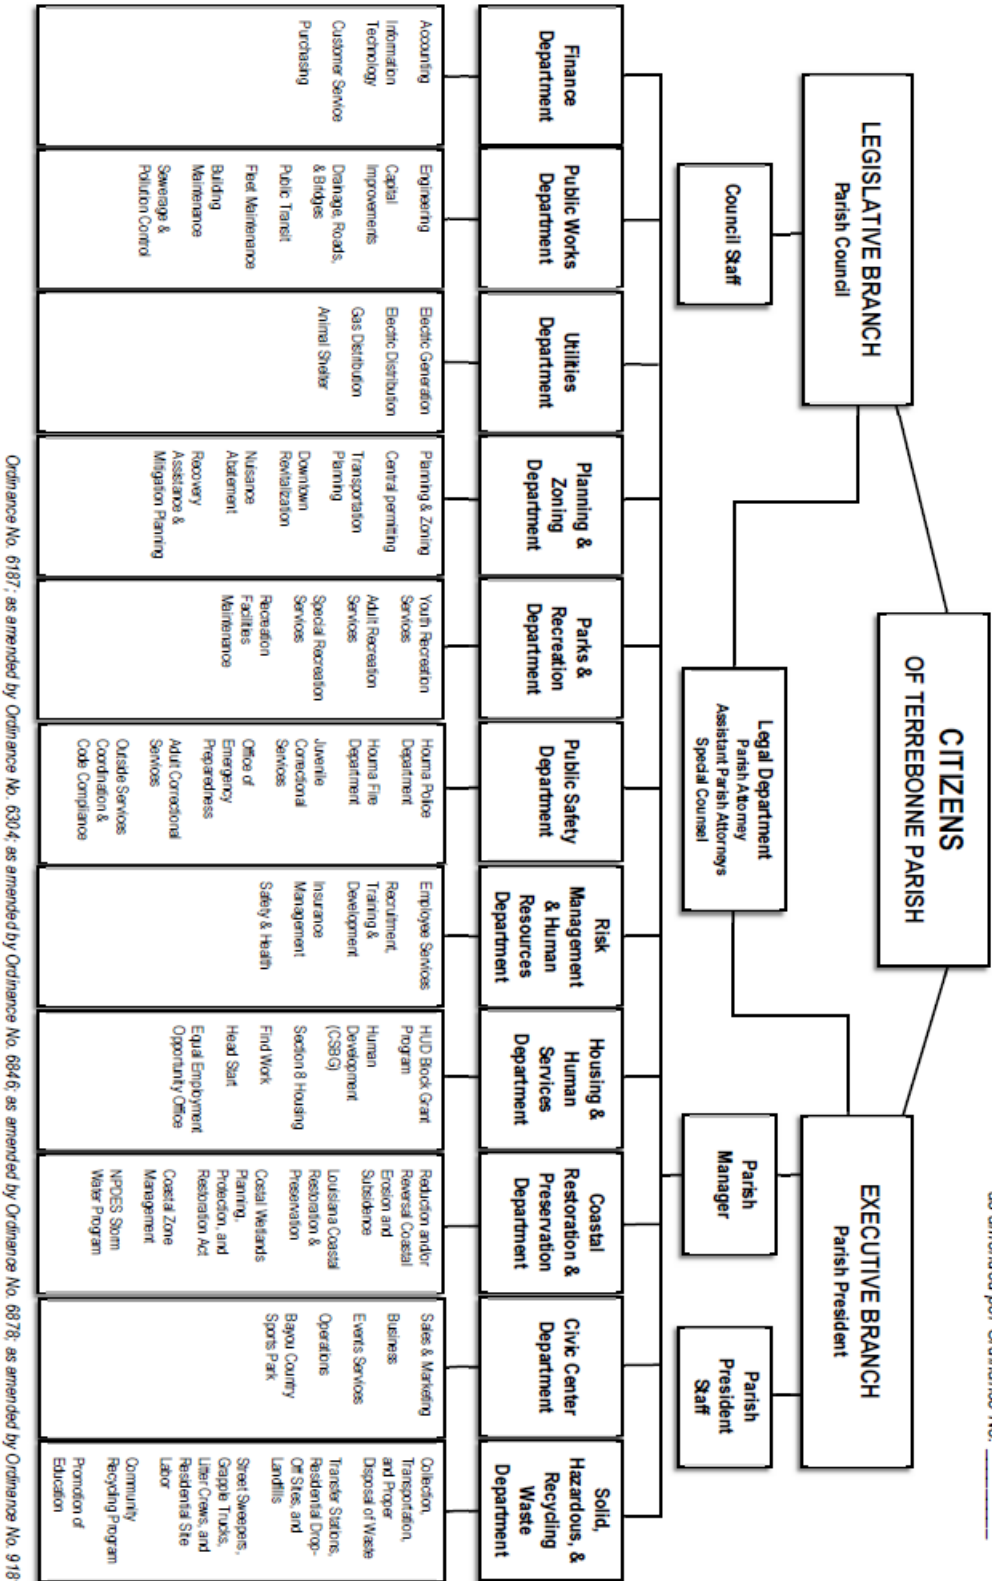 as amended per Ordinance No. ________
CITIZENS
OF TERREBONNE PARISH
LEGISLATIVE BRANCH
Parish Council
EXECUTIVE BRANCH
Parish President
Council Staff
Legal Department
Parish Attorney
Assistant Parish Attorneys
Special Counsel
Parish
Manager
Parish
President
Staff
Finance
Department
Public Works
Department
Utilities
Department
Planning &
Zoning
Department
Parks &
Recreation
Department
Public Safety
Department
Risk
Management
& Human
Resources
Department
Housing &
Human
Services
Department
Coastal
Restoration &
Preservation
Department
Civic Center
Department
Solid,
Hazardous, &
Recycling
Waste
Department
Accounting
Information
Technology
Customer Service
Purchasing
Engineering
Capital
Improvements
Drainage, Roads,
& Bridges
Public Transit
Fleet Maintenance
Building
Maintenance
Sewerage &
Pollution Control
Electric Generation
Electric Distribution
Gas Distribution
Animal Shelter
Planning & Zoning
Central permitting
Transportation
Planning
Downtown
Revitalization
Nuisance
Abatement
Recovery
Assistance &
Mitigation Planning
Youth Recreation
Services
Adult Recreation
Services
Special Recreation
Services
Recreation
Facilities
Maintenance
Houma Police
Department
Houma Fire
Department
Juvenile
Correctional
Services
Office of
Emergency
Preparedness
Adult Correctional
Services
Outside Services
Coordination &
Code Compliance
Employee Services
Recruitment,
Training &
Development
Insurance
Management
Safety & Health
HUD Block Grant
Program
Human
Development
(CSBG)
Section 8 Housing
Find Work
Head Start
Equal Employment
Opportunity Office
Reduction and/or
Reversal Coastal
Erosion and
Subsidence
Louisiana Coastal
Restoration &
Preservation
Costal Wetlands
Planning,
Protection, and
Restoration Act
Coastal Zone
Management
NPDES Storm
Water Program
Sales & Marketing
Business
Events Services
Operations
Bayou Country
Sports Park
Collection,
Transportation,
and Proper
Disposal of Waste
Transfer Stations,
Residential Drop-
Off Sites, and
Landfills
Street Sweepers,
Grapple Trucks,
Litter Crews, and
Residential Site
Labor
Community
Recycling Program
Promotion of
Education
Ordinance No. 6187; as amended by Ordinance No. 6304; as amended by Ordinance No. 6846; as amended by Ordinance No. 6878; as amended by Ordinance No. 918